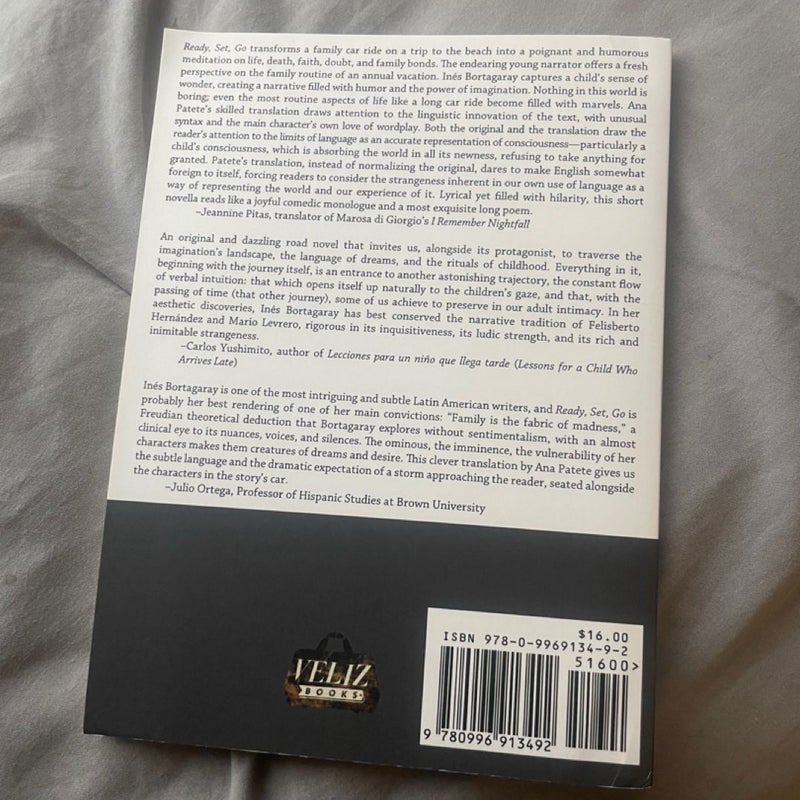 Ready, Set, Go transforms a family car ride on a trip to the beach into a poignant and humorous
meditation on life, death, faith, doubt, and family bonds. The endearing young narrator offers a fresh
perspective on the family routine of an annual vacation. Inés Bortagaray captures a child's sense of
wonder, creating a narrative filled with humor and the power of imagination. Nothing in this world is
boring; even the most routine aspects of life like a long car ride become filled with marvels. Ana
Patete's skilled translation draws attention to the linguistic innovation of the text, with unusual
syntax and the main character's own love of wordplay. Both the original and the translation draw the
reader's attention to the limits of language as an accurate representation of consciousness—particularly a
child's consciousness, which is absorbing the world in all its newness, refusing to take anything for
granted. Patete's translation, instead of normalizing the original, dares to make English somewhat
foreign to itself, forcing readers to consider the strangeness inherent in our own use of language as a
way of representing the world and our experience of it. Lyrical yet filled with hilarity, this short
novella reads like a joyful comedic monologue and a most exquisite long poem.
–Jeannine Pitas, translator of Marosa di Giorgio's I Remember Nightfall
An original and dazzling road novel that invites us, alongside its protagonist, to traverse the
imagination's landscape, the language of dreams, and the rituals of childhood. Everything in it,
beginning with the journey itself, is an entrance to another astonishing trajectory, the constant flow
of verbal intuition: that which opens itself up naturally to the children's gaze, and that, with the
passing of time (that other journey), some of us achieve to preserve in our adult intimacy. In her
aesthetic discoveries, Inés Bortagaray has best conserved the narrative tradition of Felisberto
Hernández and Mario Levrero, rigorous in its inquisitiveness, its ludic strength, and its rich and
inimitable strangeness.
–Carlos Yushimito, author of Lecciones para un niño que llega tarde (Lessons for a Child Who
Arrives Late)
Inés Bortagaray is one of the most intriguing and subtle Latin American writers, and Ready, Set, Go is
probably her best rendering of one of her main convictions: "Family is the fabric of madness," a
Freudian theoretical deduction that Bortagaray explores without sentimentalism, with an almost
clinical eye to its nuances, voices, and silences. The ominous, the imminence, the vulnerability of her
characters makes them creatures of dreams and desire. This clever translation by Ana Patete gives us
the subtle language and the dramatic expectation of a storm approaching the reader, seated alongside
the characters in the story's car.
–Julio Ortega, Professor of Hispanic Studies at Brown University
VELIZ
BOOKS
$16.00
ISBN 978-0-9969134-9-2
51600>
9 780996 913492